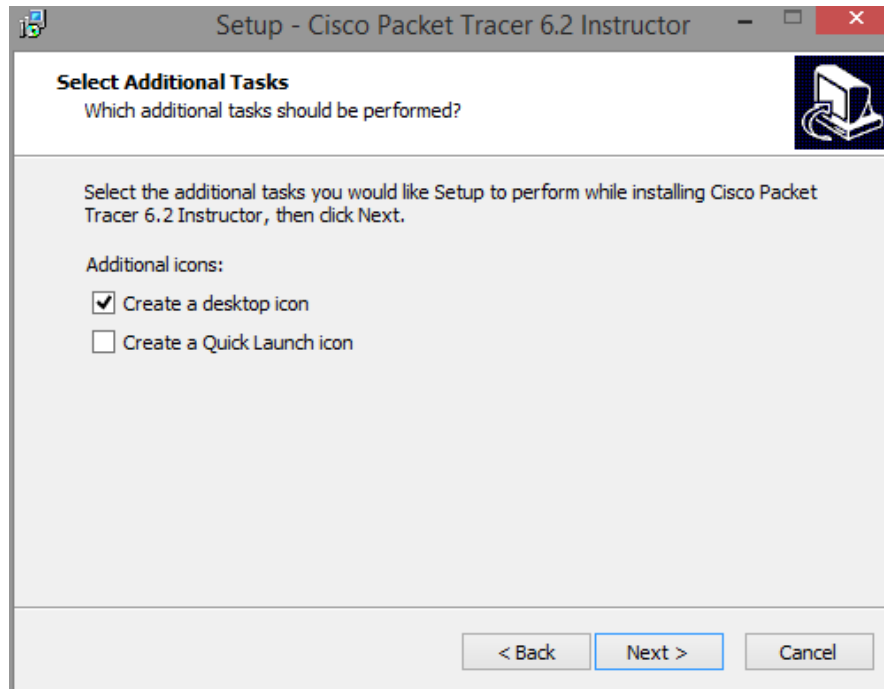 Setup - Cisco Packet Tracer 6.2 Instructor
Select Additional Tasks
Which additional tasks should be performed?
Select the additional tasks you would like Setup to perform while installing Cisco Packet
Tracer 6.2 Instructor, then click Next.
Additional icons:
Create a desktop icon
Create a Quick Launch icon
< Back Next > Cancel